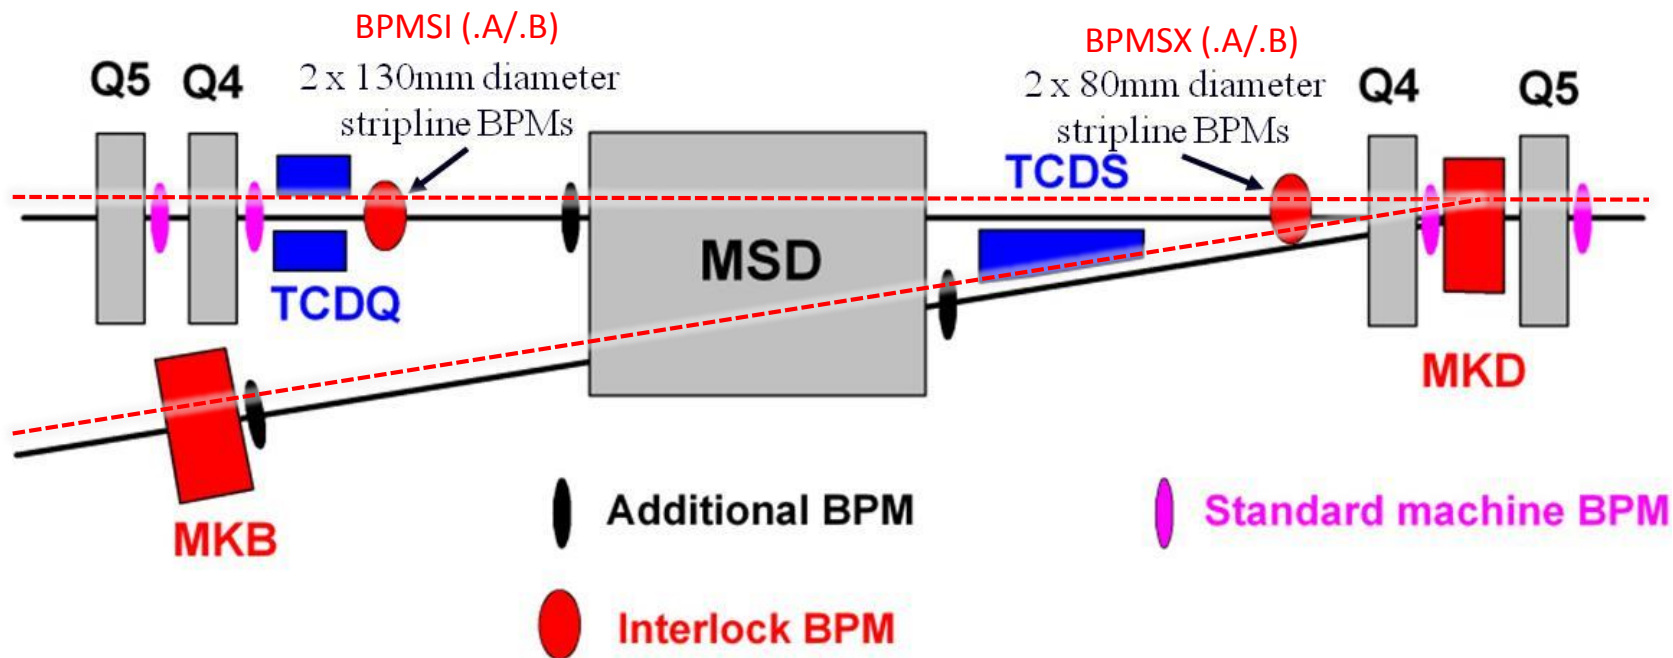 BPMSI (.A/.B)
2 x 130mm diameter
stripline BPMs
BPMSX (.A/.B)
2 x 80mm diameter
stripline BPMs
Q5
Q4
Q4
Q5
TCDS
MSD
TCDQ
MKD
MKB
Additional BPM
Standard machine BPM
Interlock BPM